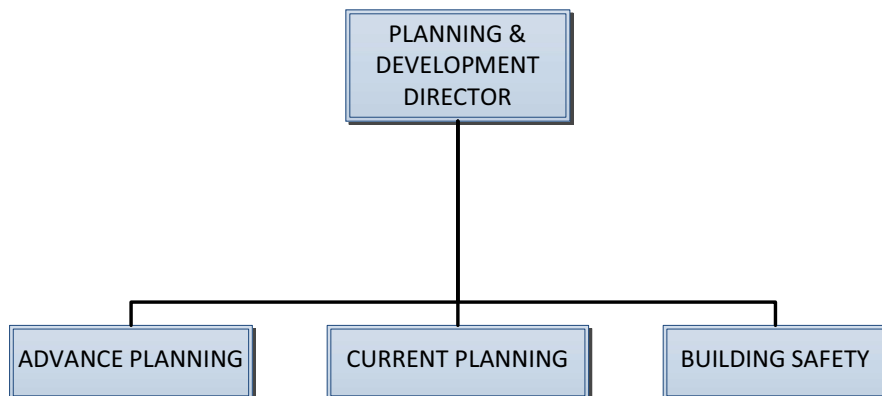 PLANNING &
DEVELOPMENT
DIRECTOR
ADVANCE PLANNING
CURRENT PLANNING
BUILDING SAFETY